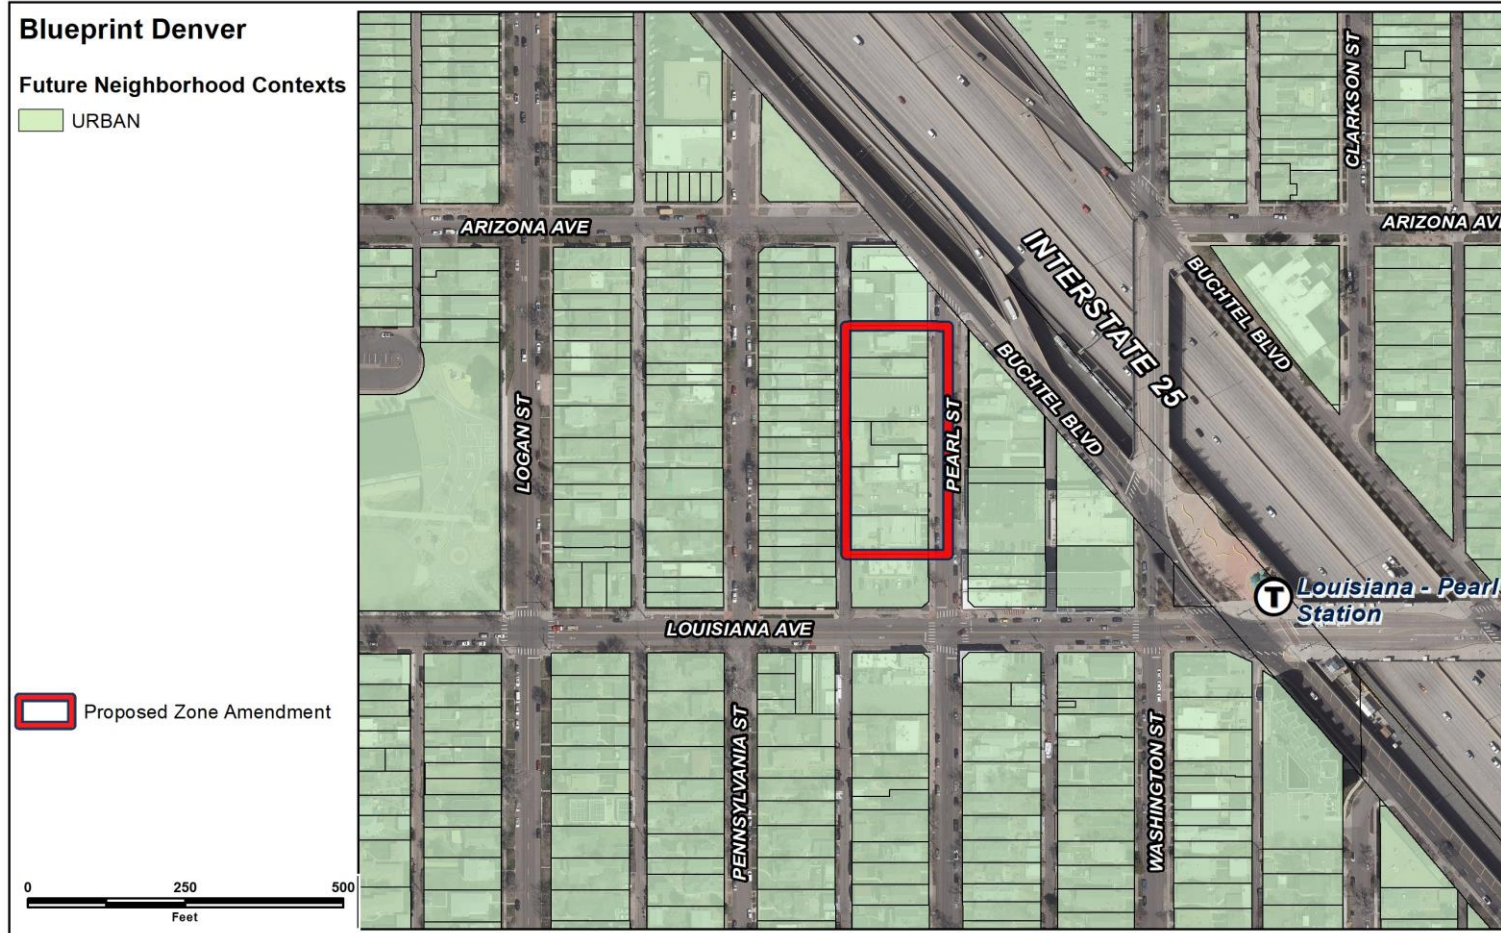 Blueprint Denver
Future Neighborhood Contexts
URBAN
Proposed Zone Amendment
0 250 500
Feet
CLARKSON ST
ARIZONA AVE
ARIZONA AVE
INTERSTATE 25
BUCHTEL BLVD
BUCHTEL BLVD
LOGAN ST
PEARL ST
T
Louisiana - Pearl
Station
LOUISIANA AVE
PENNSYLVANIA ST
WASHINGTON ST